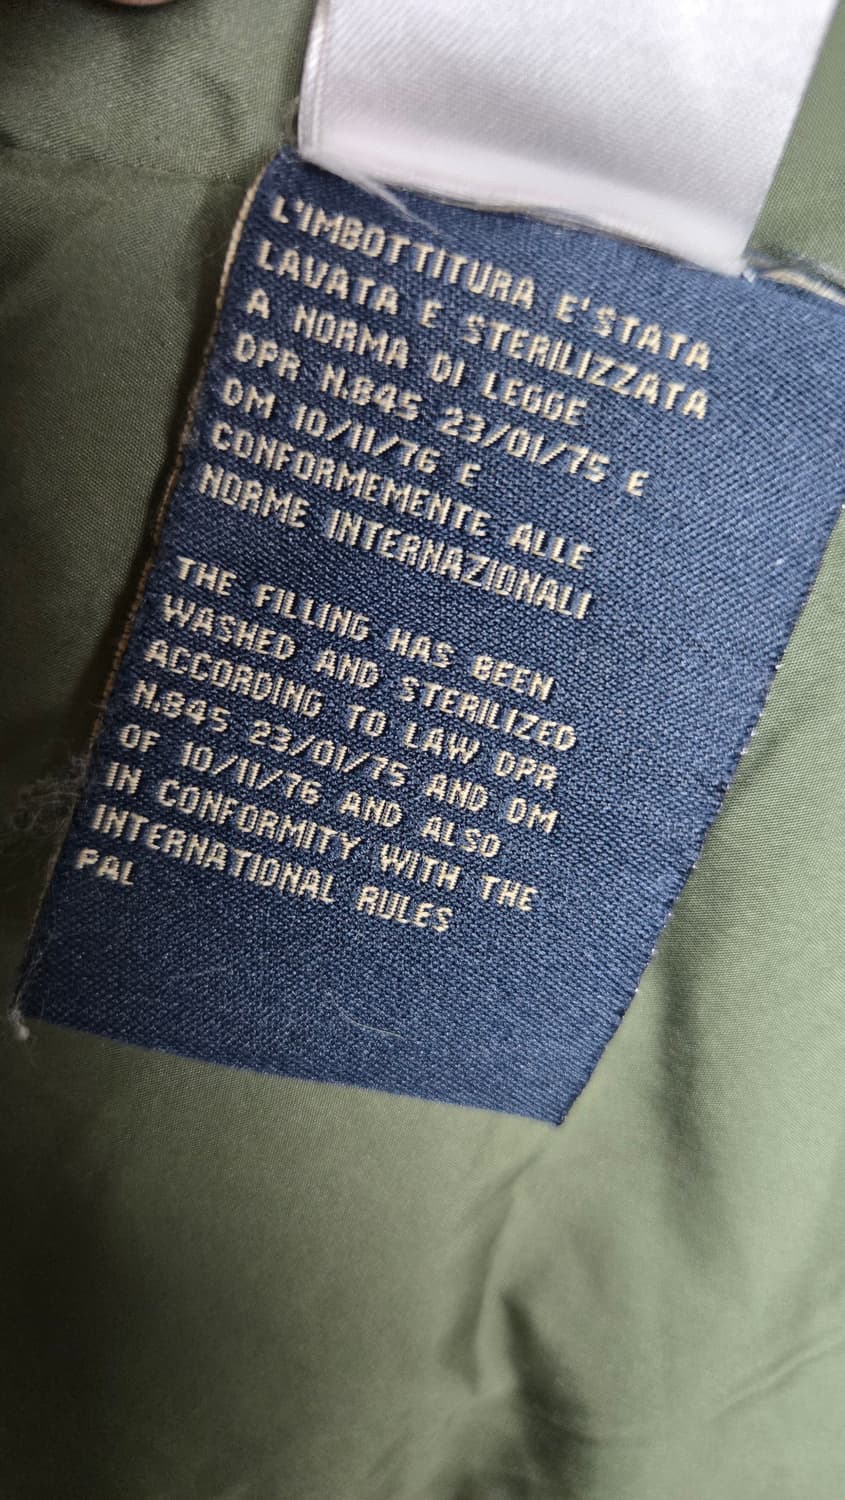 L'IMBOTTITURA E'STATA
LAVATA E STERILIZZATA
A NORMA DI LEGGE
DPR N.845 23/01/75 E
DM 10/11/76 E
CONFORMEMENTE ALLE
NORME INTERNAZIONALI
THE FILLING HAS BEEN
WASHED AND STERILIZED
ACCORDING TO LAW DPR
N.845 23/01/75 AND DM
OF 10/11/76 AND ALSO
IN CONFORMITY WITH THE
INTERNATIONAL RULES
PAL